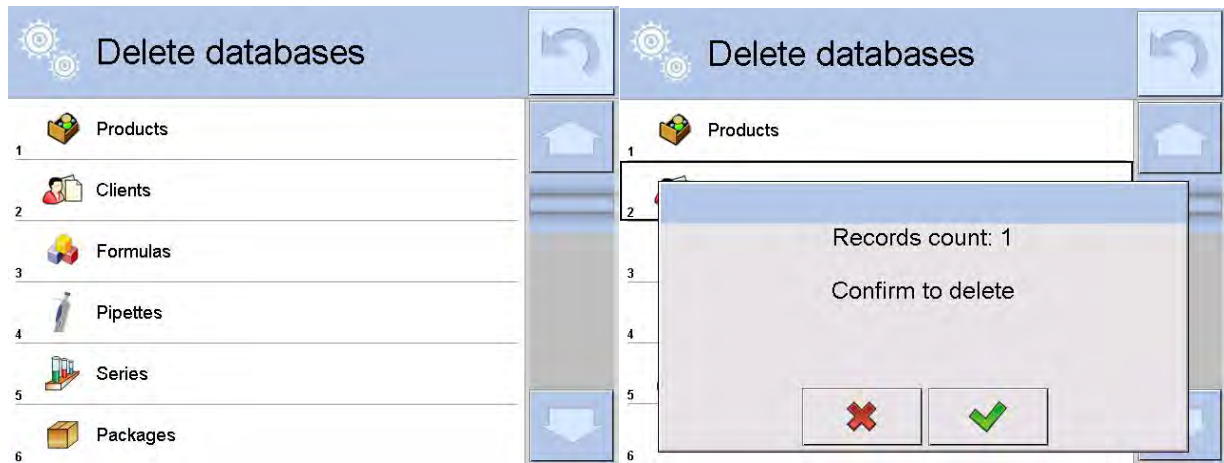 Delete databases
Products
1
Clients
2
Formulas
3
Pipettes
4
Series
5
Packages
6
Delete databases
Products
1
2
Records count: 1
3
Confirm to delete
4
5
6